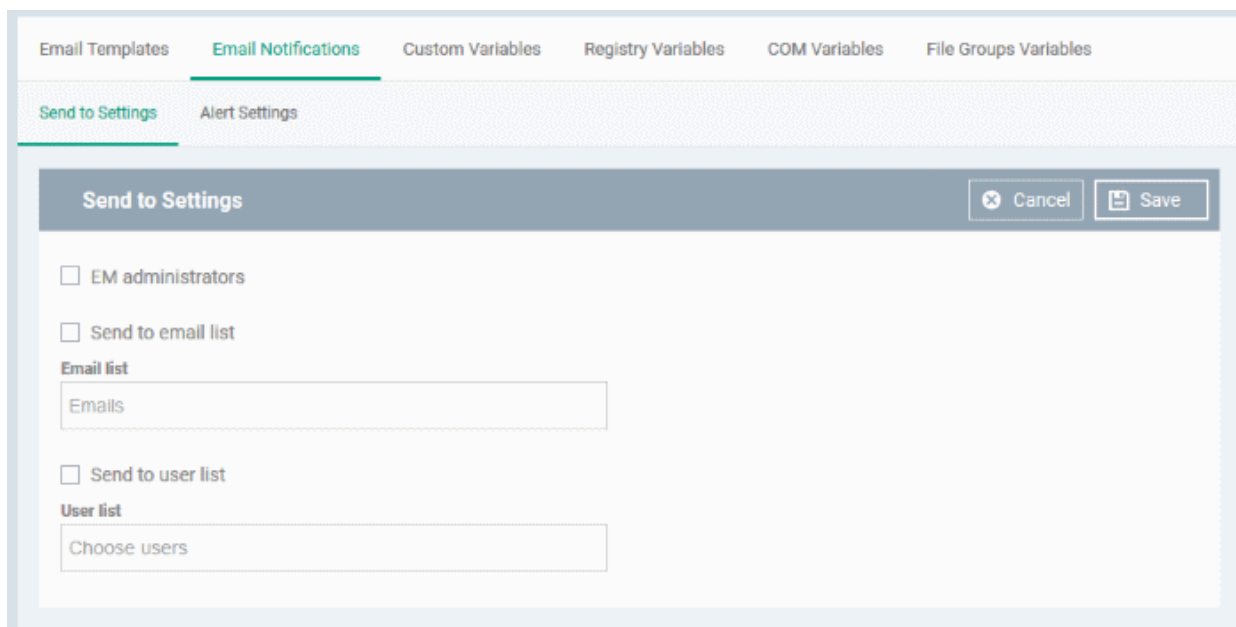 Email Templates Email Notifications Custom Variables Registry Variables COM Variables File Groups Variables
Send to Settings Alert Settings
Send to Settings Cancel Save
EM administrators
Send to email list
Email list
Emails
Send to user list
User list
Choose users